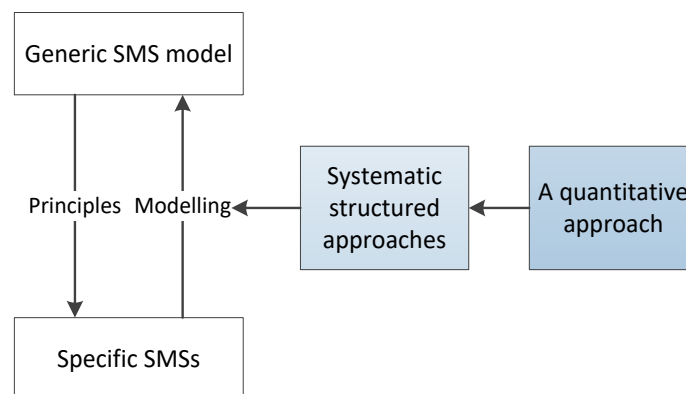 Generic SMS model
Principles
Modelling
Systematic
structured
approaches
A quantitative
approach
Specific SMSs